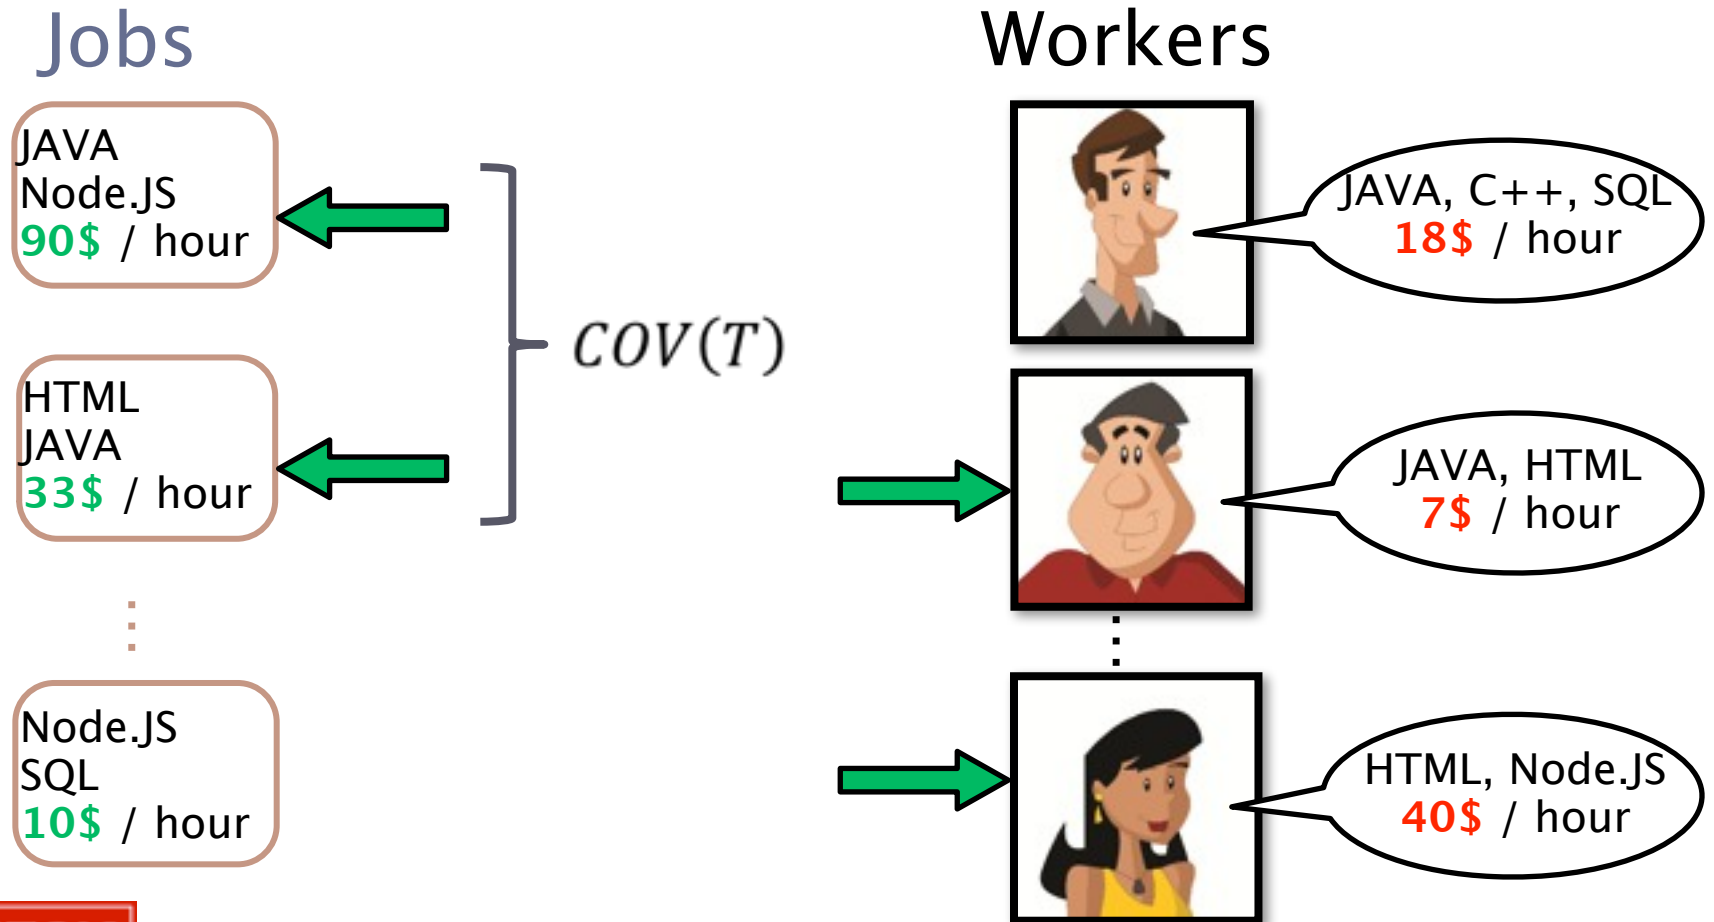 Jobs
Workers
JAVA
Node.JS
90$ / hour
HTML
JAVA
33$ / hour
Node.JS
SQL
10$ / hour
COV(T)
JAVA, C++, SQL
18$ / hour
JAVA, HTML
7$ / hour
HTML, Node.JS
40$ / hour